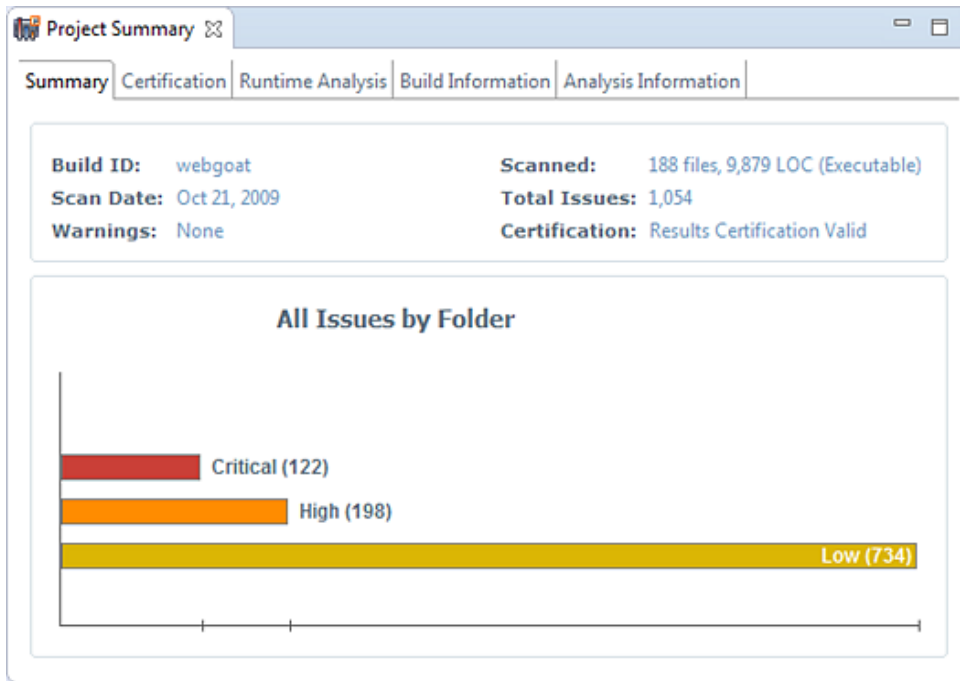 Project Summary
Summary Certification Runtime Analysis Build Information Analysis Information
Build ID: webgoat Scanned: 188 files, 9,879 LOC (Executable)
Scan Date: Oct 21, 2009 Total Issues: 1,054
Warnings: None Certification: Results Certification Valid
All Issues by Folder
Critical (122)
High (198)
Low (734)